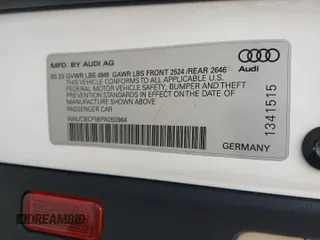 MFD. BY AUDI AG
03 23 GVWR LBS 4949 GAWR LBS FRONT 2524 /REAR 2646
THIS VEHICLE CONFORMS TO ALL APPLICABLE U.S.
FEDERAL MOTOR VEHICLE SAFETY, BUMPER AND THEFT
PREVENTION STANDARDS IN EFFECT ON THE DATE OF
MANUFACTURE SHOWN ABOVE
PASSENGER CAR
Audi
1341515
GERMANY
DREAMBID